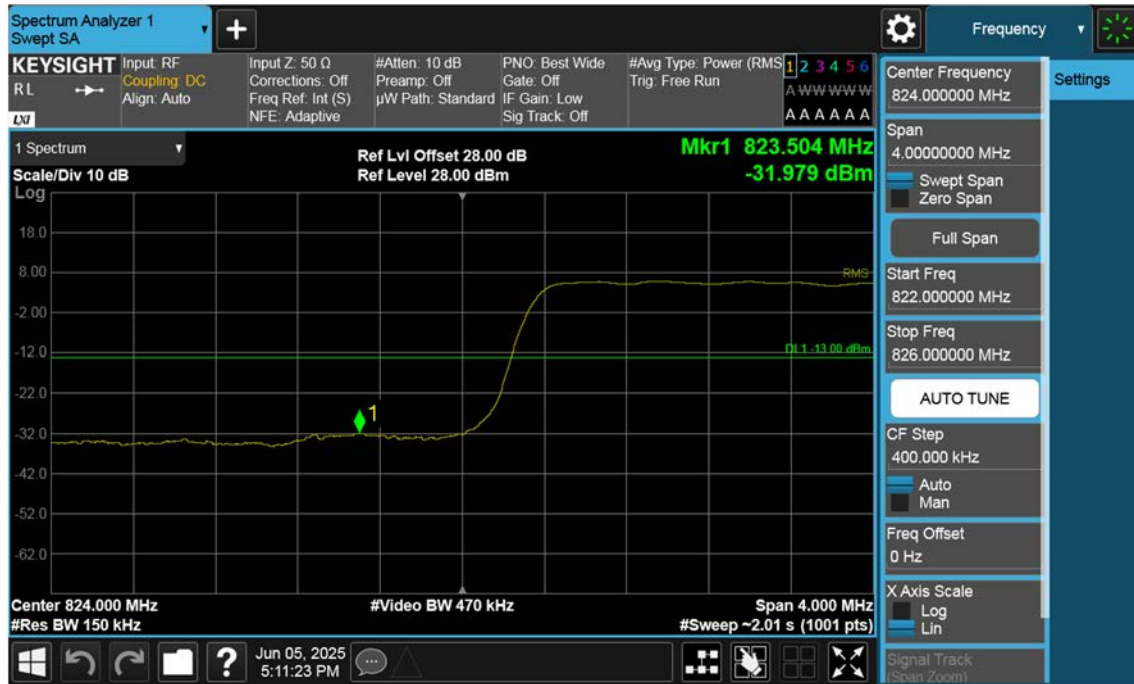 Spectrum Analyzer 1
Swept SA
+
Frequency
KEYSIGHT
RL
LXI
Input: RF
Coupling: DC
Align: Auto
Input Z: 50 Ω
Corrections: Off
Freq Ref: Int (S)
NFE: Adaptive
#Atten: 10 dB
Preamp: Off
µW Path: Standard
PNO: Best Wide
Gate: Off
IF Gain: Low
Sig Track: Off
#Avg Type: Power (RMS
Trig: Free Run
1 2 3 4 5 6
A W W W W W
A A A A A A
1 Spectrum
Scale/Div 10 dB
Log
Ref Lvl Offset 28.00 dB
Ref Level 28.00 dBm
Mkr1 823.504 MHz
-31.979 dBm
18.0
8.00
-2.00
-12.0
-22.0
-32.0
-42.0
-52.0
-62.0
RMS
DL1 -13.00 dBm
1
Center 824.000 MHz
#Res BW 150 kHz
#Video BW 470 kHz
Span 4.000 MHz
#Sweep ~2.01 s (1001 pts)
?
Jun 05, 2025
5:11:23 PM
Center Frequency
824.000000 MHz
Span
4.00000000 MHz
Swept Span
Zero Span
Full Span
Start Freq
822.000000 MHz
Stop Freq
826.000000 MHz
AUTO TUNE
CF Step
400.000 kHz
Auto
Man
Freq Offset
0 Hz
X Axis Scale
Log
Lin
Signal Track
(Span Zoom)
Settings